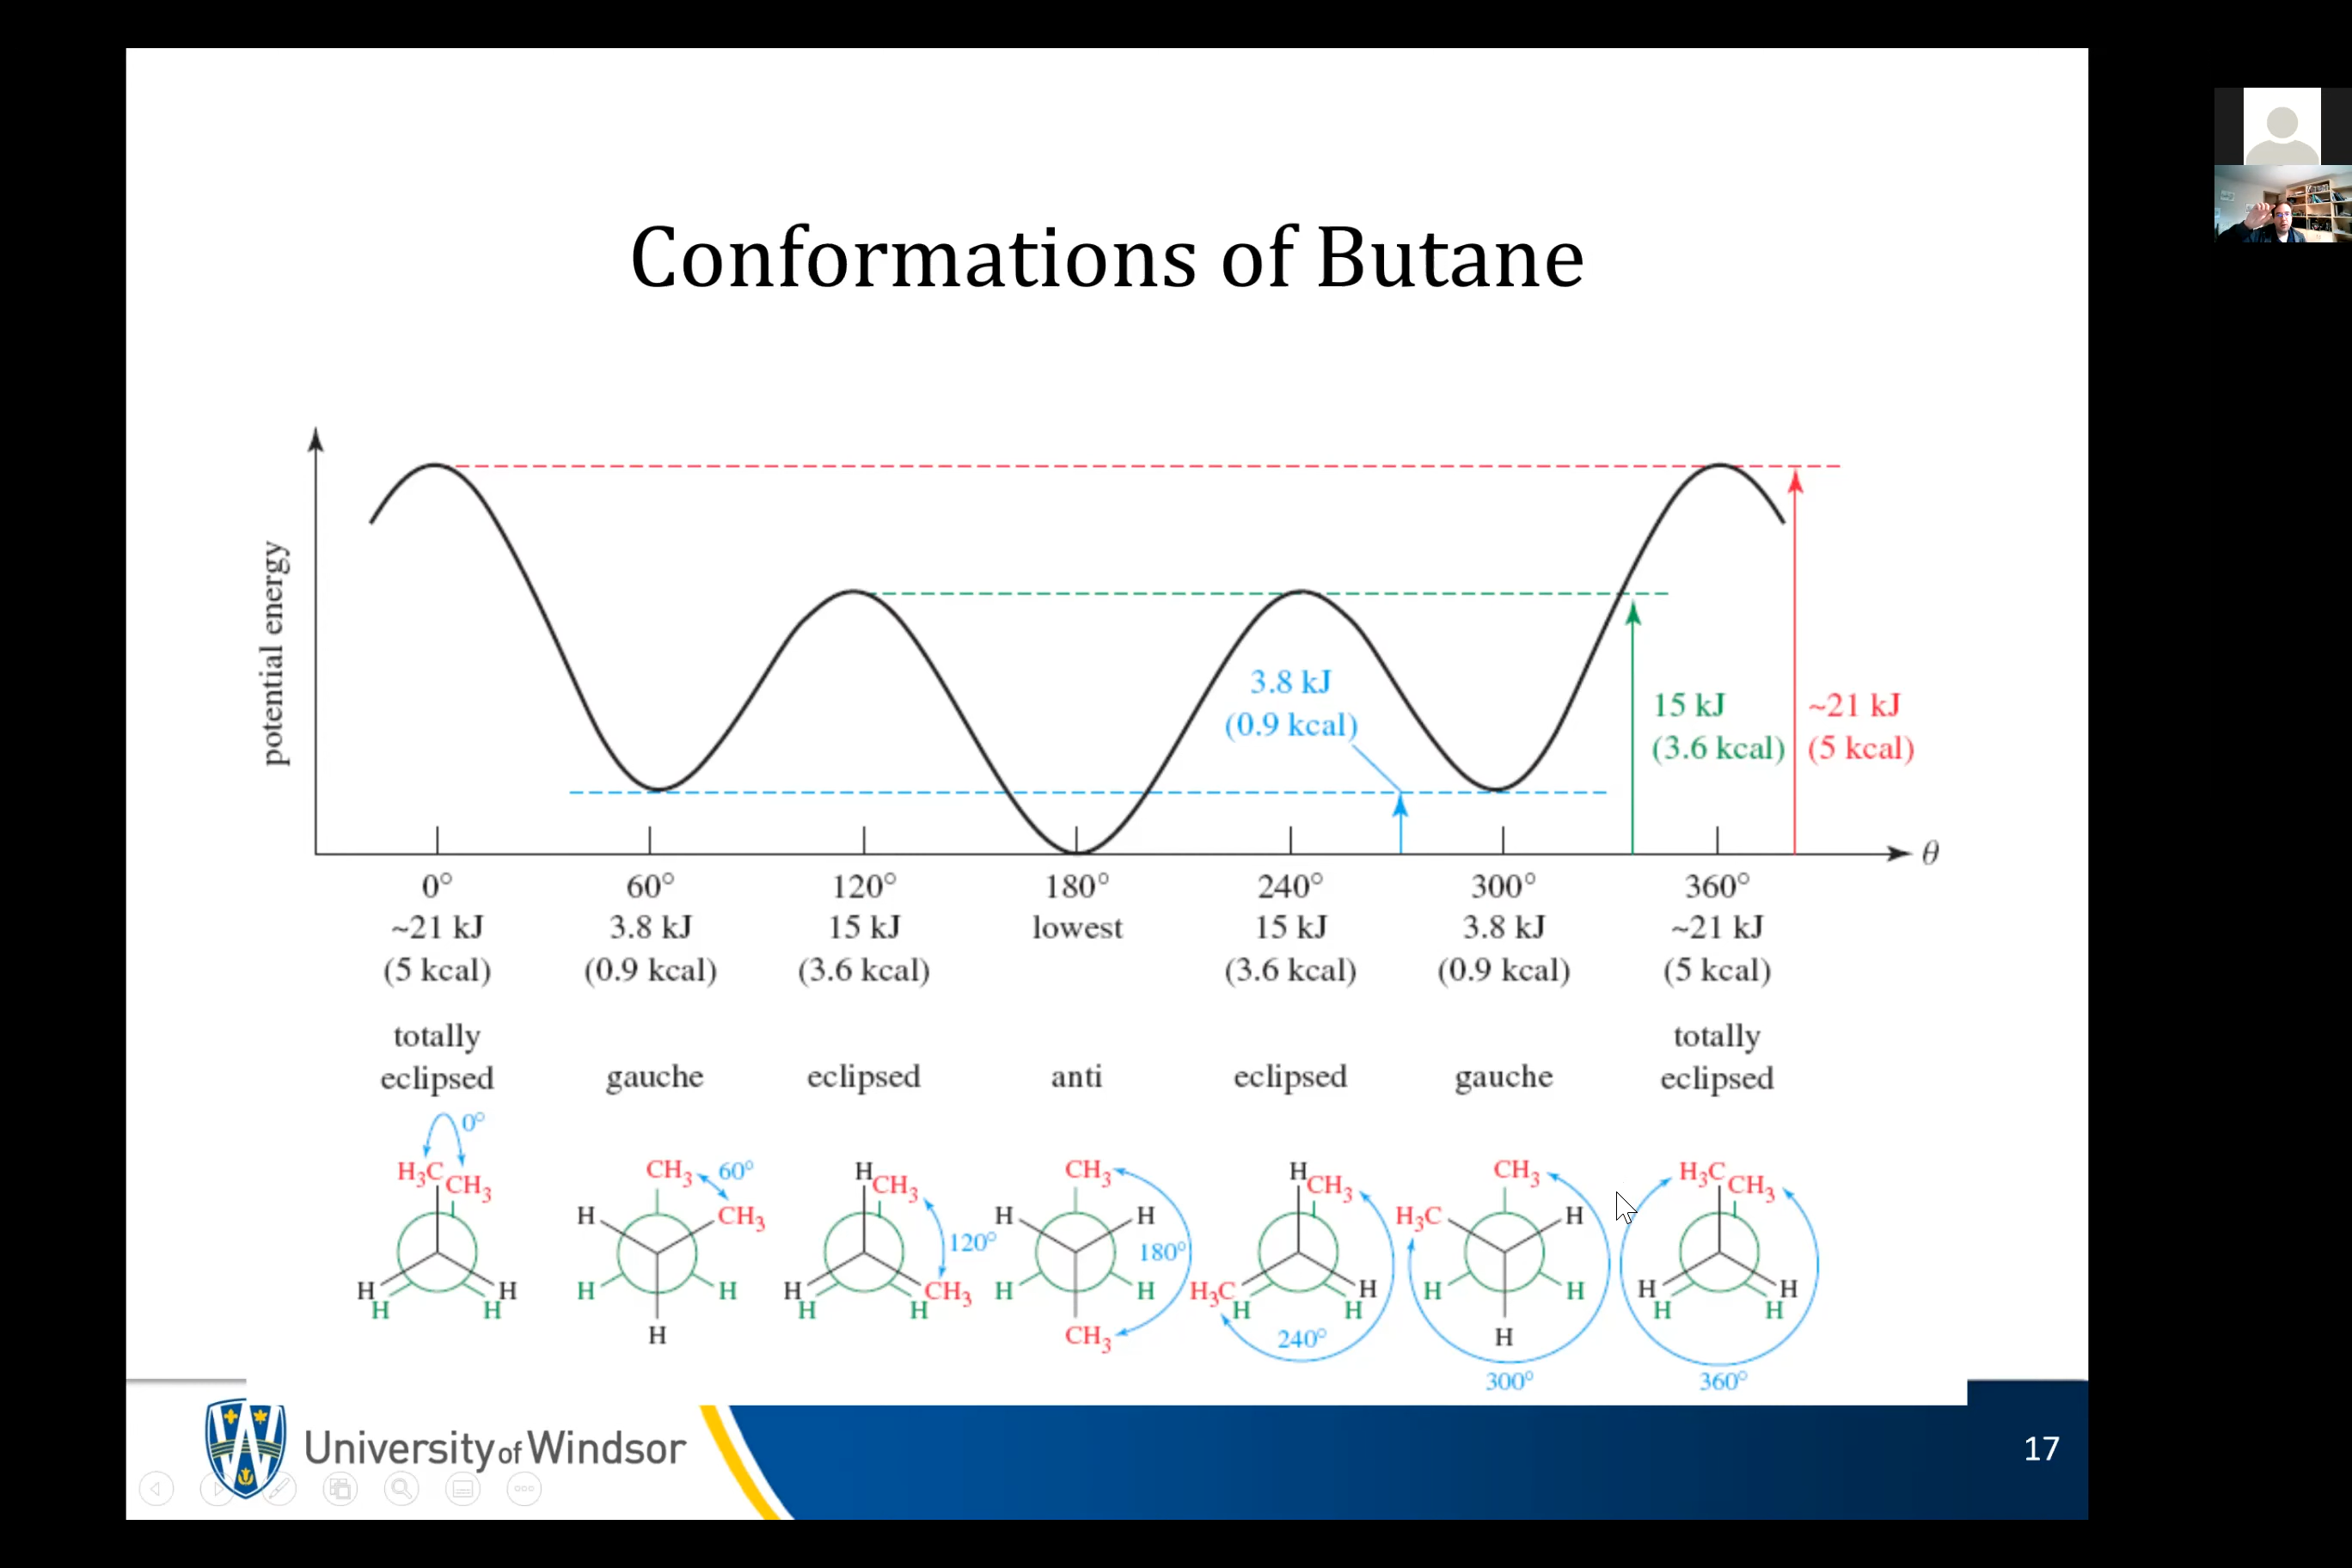 Conformations of Butane
potential energy
3.8 kJ
(0.9 kcal)
15 kJ
(3.6 kcal)
~21 kJ
(5 kcal)
θ
0° 60° 120° 180° 240° 300° 360°
~21 kJ 3.8 kJ 15 kJ lowest 15 kJ 3.8 kJ ~21 kJ
(5 kcal) (0.9 kcal) (3.6 kcal) (3.6 kcal) (0.9 kcal) (5 kcal)
totally eclipsed
gauche
eclipsed
anti
eclipsed
gauche
totally eclipsed
0°
H₃C
CH₃
H
H
H
H
CH₃
60°
H
CH₃
H
H
H
H
CH₃
120°
H
H
H
CH₃
CH₃
H
H
180°
H
H
CH₃
H
CH₃
H₃C
H
H
H
240°
CH₃
H₃C
H
H
H
H
300°
H₃C
CH₃
H
H
H
H
360°
University of Windsor
17